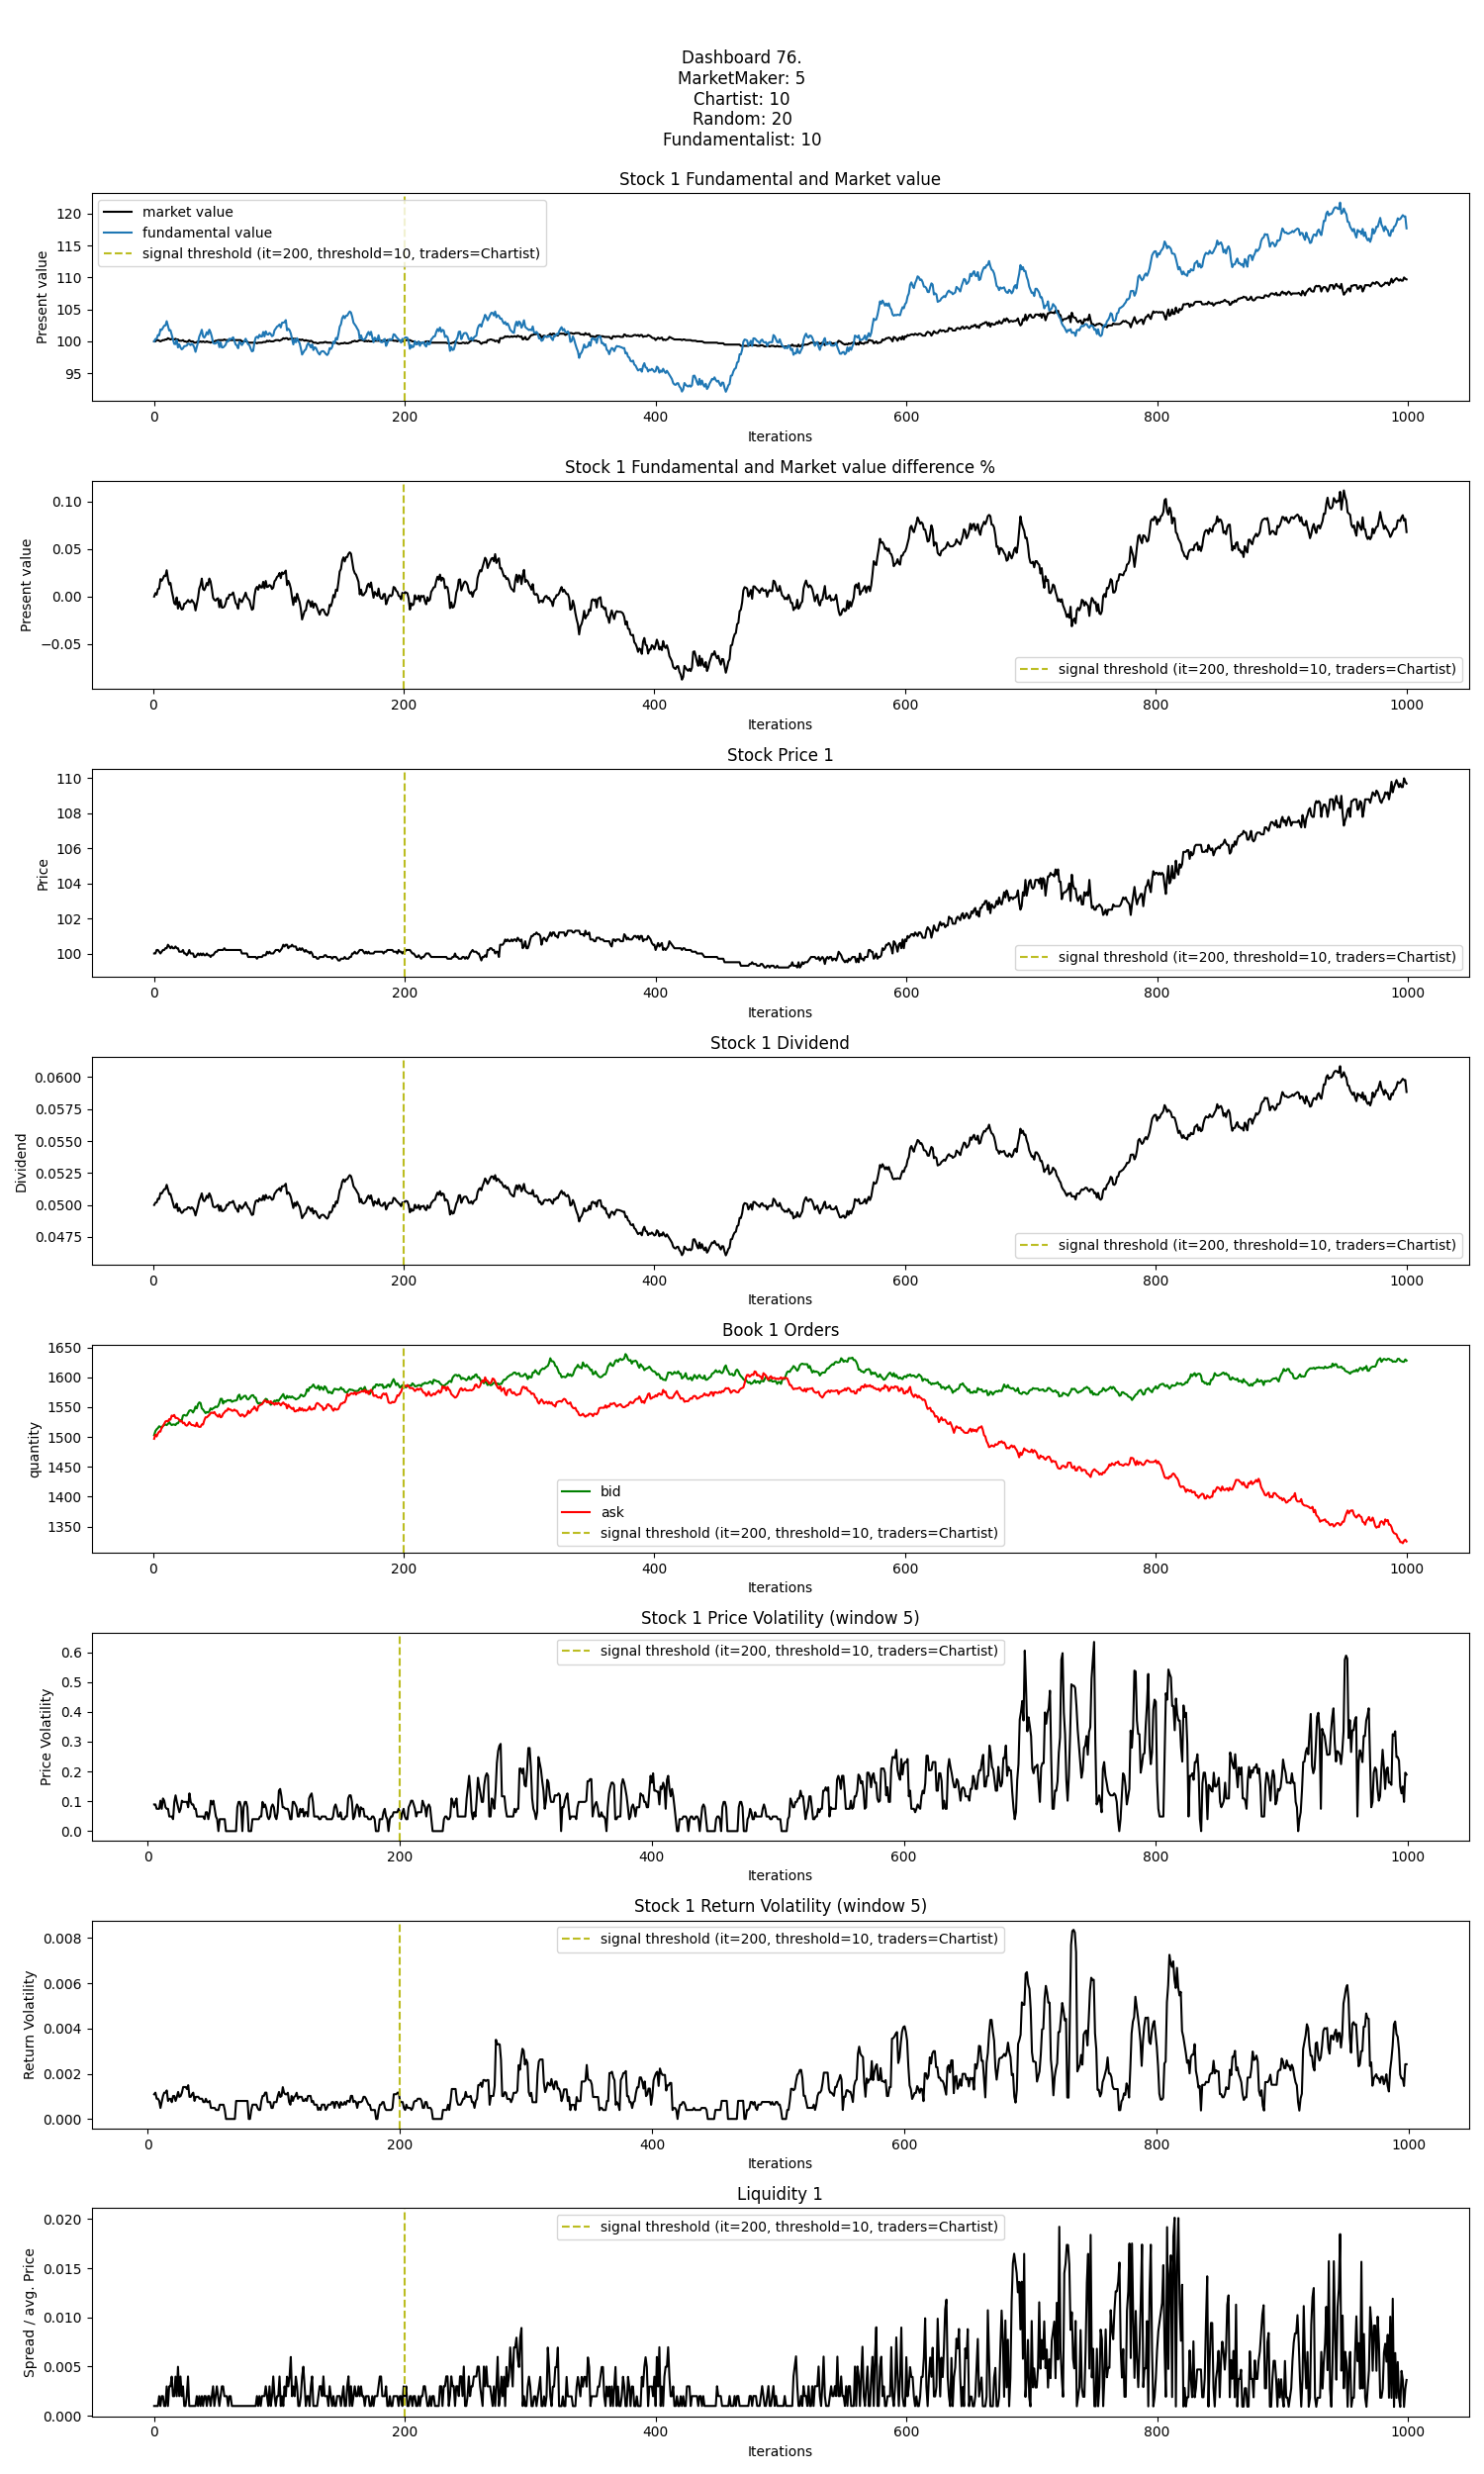 Dashboard 76.
MarketMaker: 5
Chartist: 10
Random: 20
Fundamentalist: 10
Stock 1 Fundamental and Market value
market value
fundamental value
signal threshold (it=200, threshold=10, traders=Chartist)
Present value
120
115
110
105
100
95
0 200 400 600 800 1000
Iterations
Stock 1 Fundamental and Market value difference %
Present value
0.10
0.05
0.00
−0.05
signal threshold (it=200, threshold=10, traders=Chartist)
0 200 400 600 800 1000
Iterations
Stock Price 1
Price
110
108
106
104
102
100
signal threshold (it=200, threshold=10, traders=Chartist)
0 200 400 600 800 1000
Iterations
Stock 1 Dividend
Dividend
0.0600
0.0575
0.0550
0.0525
0.0500
0.0475
signal threshold (it=200, threshold=10, traders=Chartist)
0 200 400 600 800 1000
Iterations
Book 1 Orders
quantity
1650
1600
1550
1500
1450
1400
1350
bid
ask
signal threshold (it=200, threshold=10, traders=Chartist)
0 200 400 600 800 1000
Iterations
Stock 1 Price Volatility (window 5)
signal threshold (it=200, threshold=10, traders=Chartist)
Price Volatility
0.6
0.5
0.4
0.3
0.2
0.1
0.0
0 200 400 600 800 1000
Iterations
Stock 1 Return Volatility (window 5)
signal threshold (it=200, threshold=10, traders=Chartist)
Return Volatility
0.008
0.006
0.004
0.002
0.000
0 200 400 600 800 1000
Iterations
Liquidity 1
signal threshold (it=200, threshold=10, traders=Chartist)
Spread / avg. Price
0.020
0.015
0.010
0.005
0.000
0 200 400 600 800 1000
Iterations